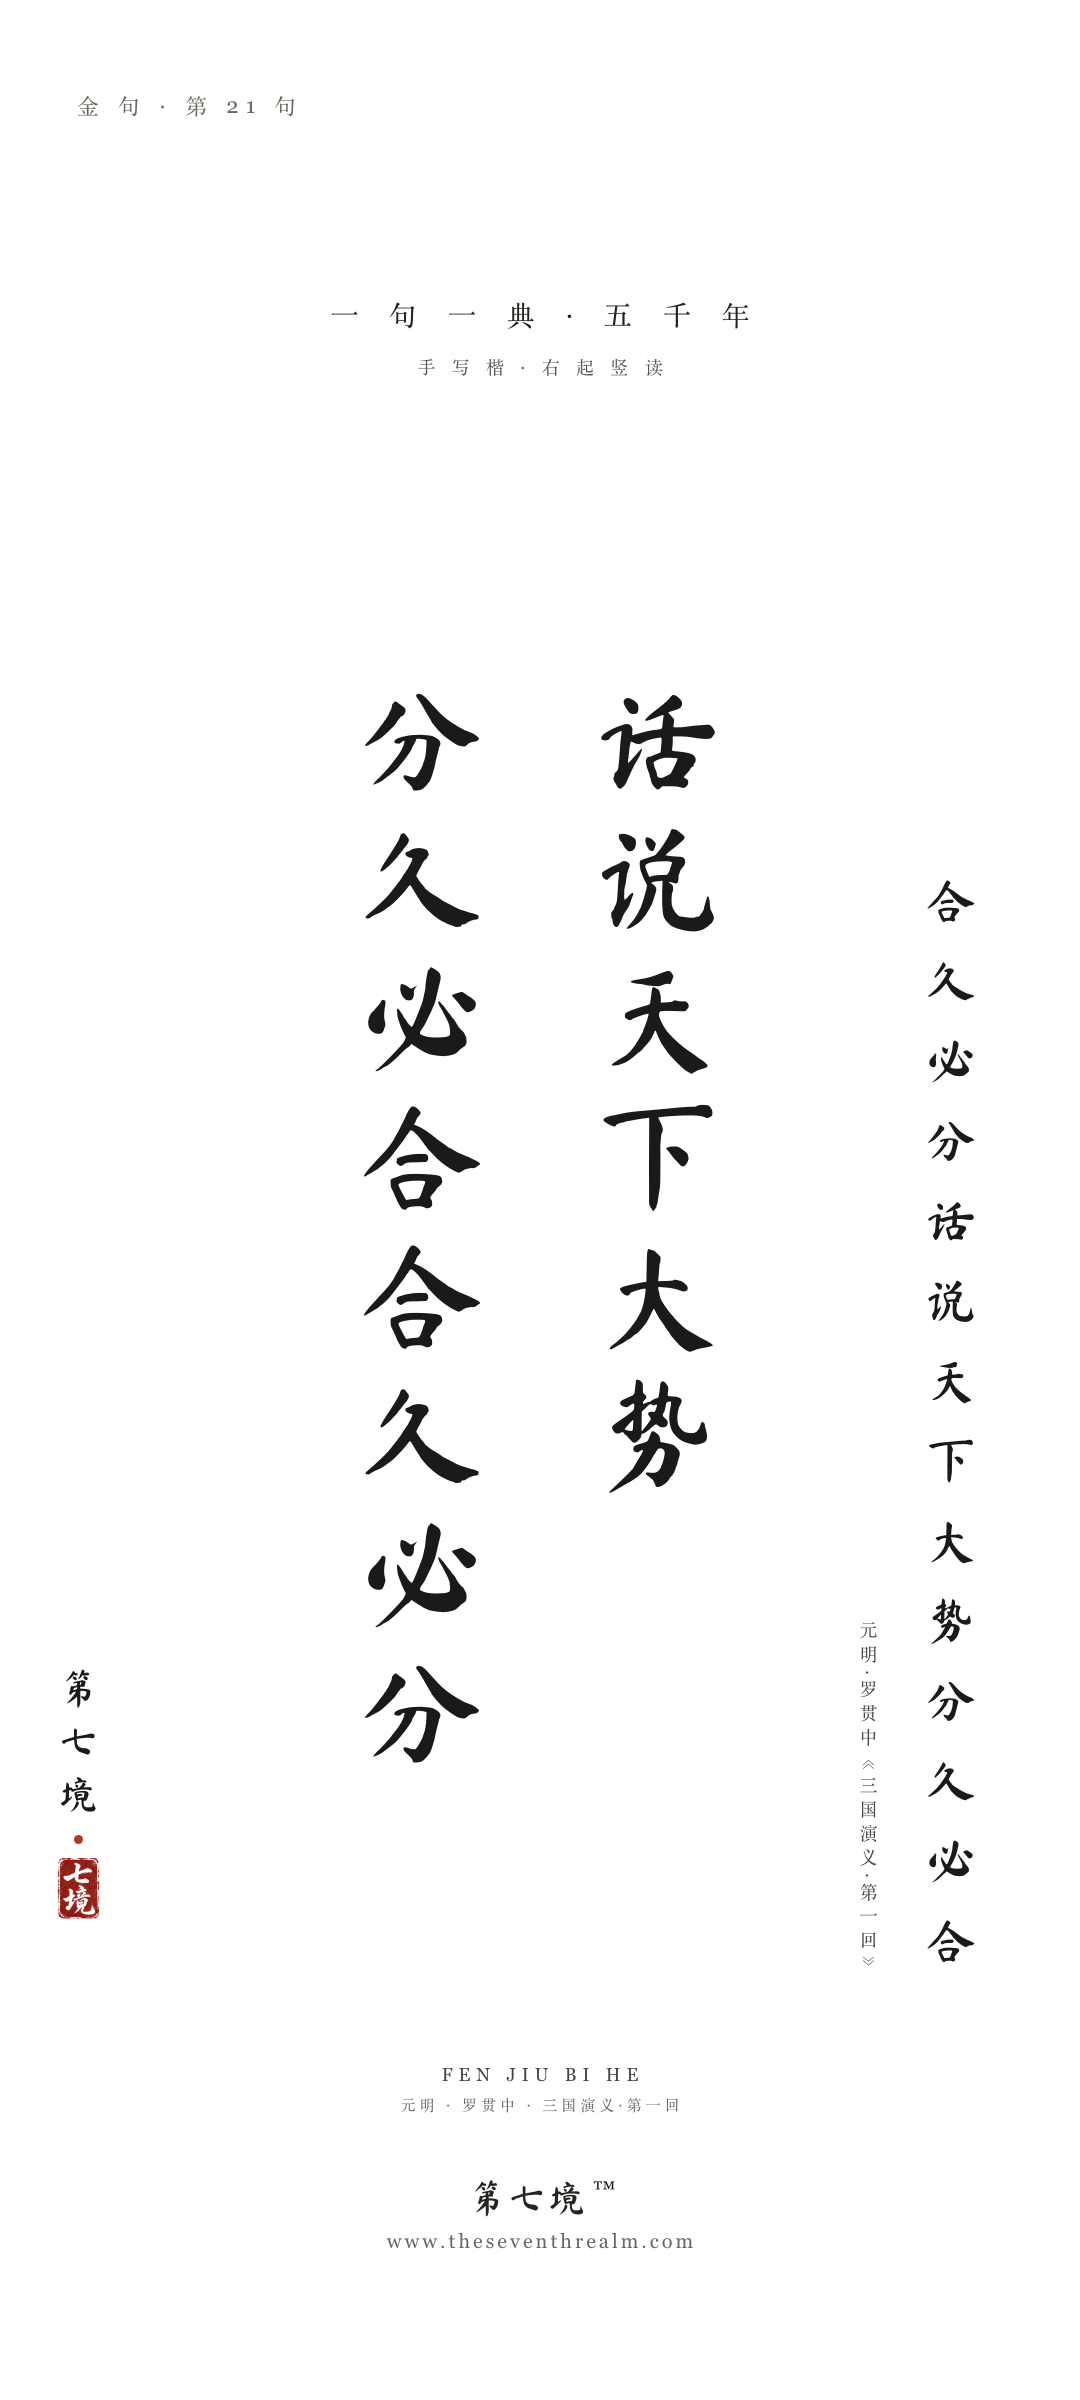 金句·第21句
一句一典·五千年
手写楷·右起竖读
合久必分话说天下大势分久必合
元明·罗贯中《三国演义·第一回》
话说天下大势
分久必合合久必分
第七境
七境
FEN JIU BI HE
元明·罗贯中·三国演义·第一回
第七境™
www.theseventhrealm.com